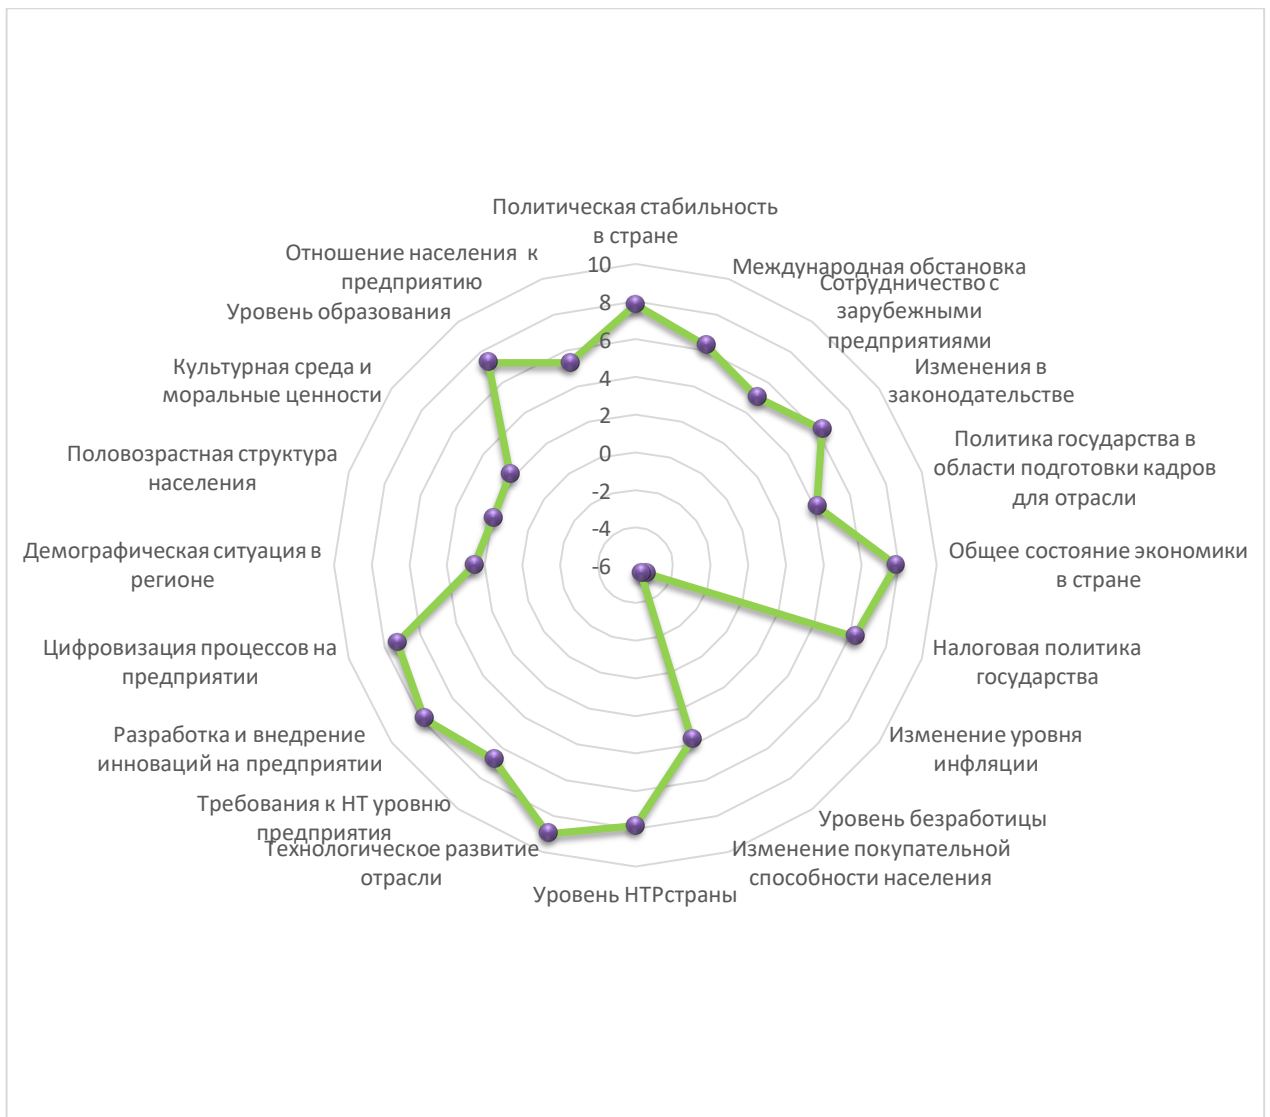 Политическая стабильность
в стране
Международная обстановка
Сотрудничество с
зарубежными
предприятиями
Изменения в
законодательстве
Политика государства в
области подготовки кадров
для отрасли
Общее состояние экономики
в стране
Налоговая политика
государства
Изменение уровня
инфляции
Уровень безработицы
Изменение покупательной
способности населения
Уровень НТРстраны
Технологическое развитие
отрасли
Требования к НТ уровню
предприятия
Разработка и внедрение
инноваций на предприятии
Цифровизация процессов на
предприятии
Демографическая ситуация в
регионе
Половозрастная структура
населения
Культурная среда и
моральные ценности
Уровень образования
Отношение населения к
предприятию
10
8
6
4
2
0
-2
-4
-6